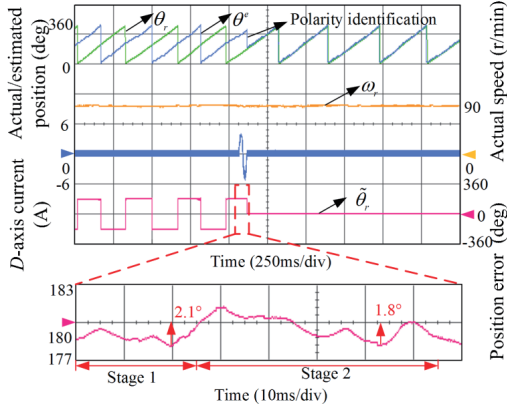 360
0
Actual/estimated
position (deg)
θr
θe
Polarity identification
Actual speed (r/min)
ωr
90
0
6
0
-6
D-axis current
(A)
θ̃r
360
0
-360
Position error (deg)
Time (250ms/div)
183
180
177
2.1°
1.8°
Stage 1
Stage 2
Time (10ms/div)